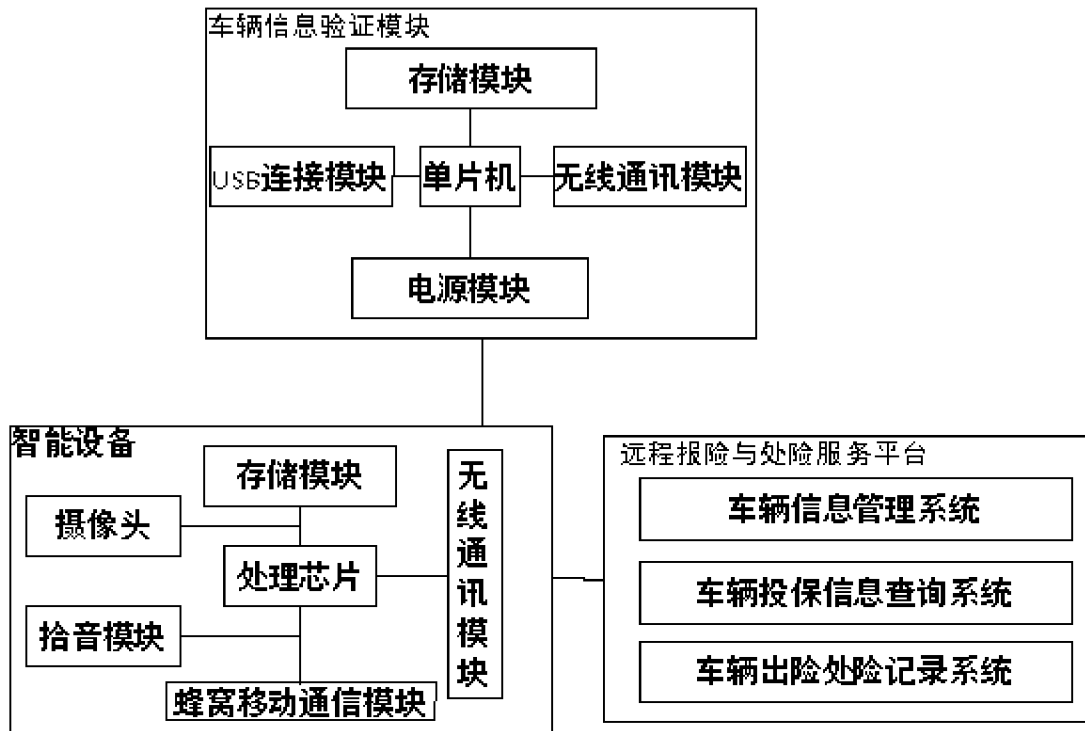 车辆信息验证模块
存储模块
USB连接模块
单片机
无线通讯模块
电源模块
智能设备
存储模块
摄像头
处理芯片
拾音模块
蜂窝移动通信模块
无线通讯模块
远程报险与处险服务平台
车辆信息管理系统
车辆投保信息查询系统
车辆出险处险记录系统